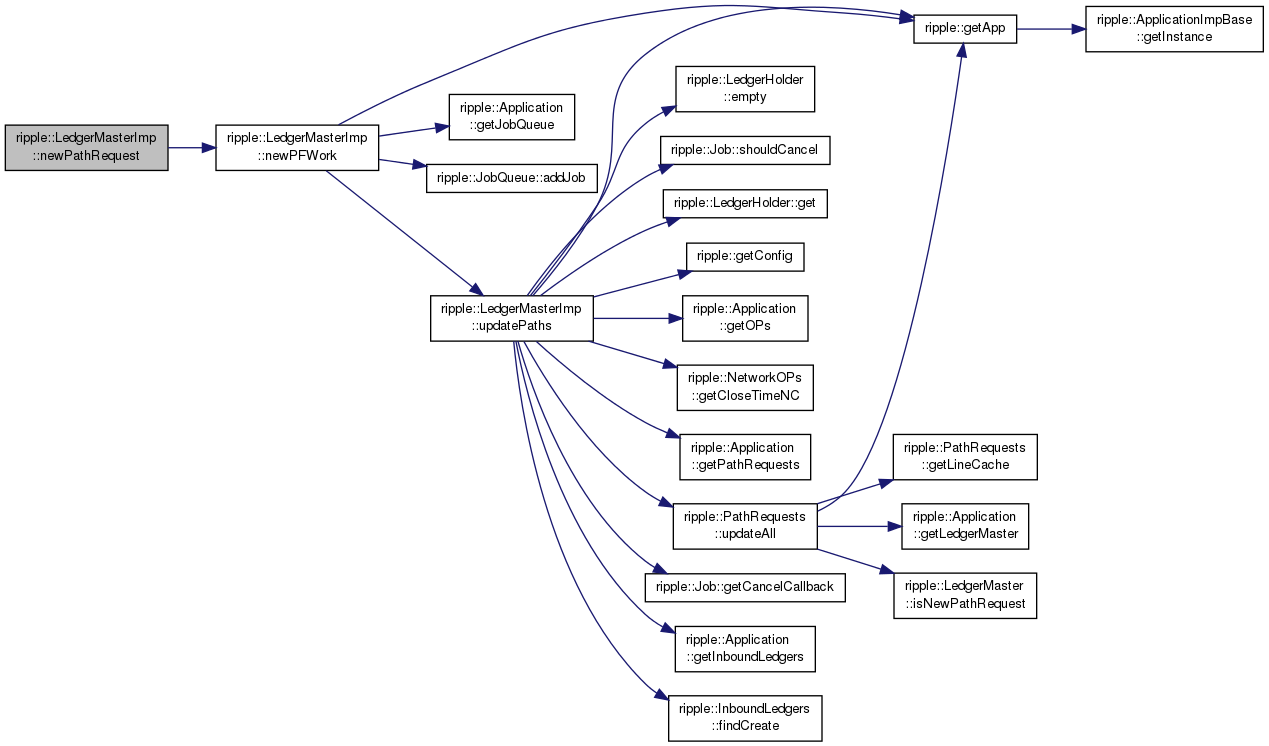 ripple::LedgerMasterImp
::newPathRequest
ripple::LedgerMasterImp
::newPFWork
ripple::getApp
ripple::ApplicationImpBase
::getInstance
ripple::Application
::getJobQueue
ripple::JobQueue::addJob
ripple::LedgerMasterImp
::updatePaths
ripple::LedgerHolder
::empty
ripple::Job::shouldCancel
ripple::LedgerHolder::get
ripple::getConfig
ripple::Application
::getOPs
ripple::NetworkOPs
::getCloseTimeNC
ripple::Application
::getPathRequests
ripple::PathRequests
::updateAll
ripple::PathRequests
::getLineCache
ripple::Application
::getLedgerMaster
ripple::LedgerMaster
::isNewPathRequest
ripple::Job::getCancelCallback
ripple::Application
::getInboundLedgers
ripple::InboundLedgers
::findCreate